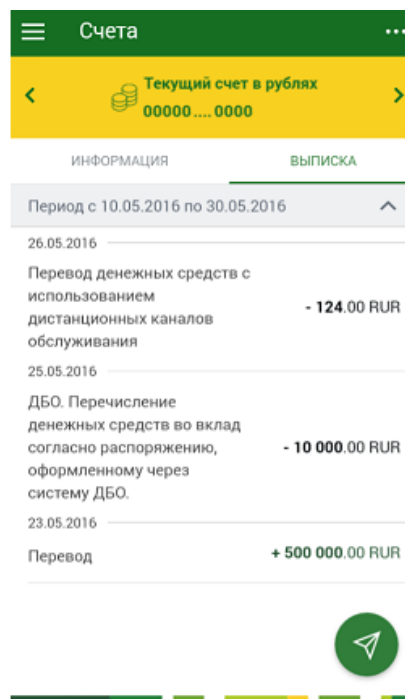 Счета
Текущий счет в рублях
00000 .... 0000
ИНФОРМАЦИЯ
ВЫПИСКА
Период с 10.05.2016 по 30.05.2016
26.05.2016
Перевод денежных средств с
использованием
дистанционных каналов
обслуживания
- 124.00 RUR
25.05.2016
ДБО. Перечисление
денежных средств во вклад
согласно распоряжению,
оформленному через
систему ДБО.
- 10 000.00 RUR
23.05.2016
Перевод
+ 500 000.00 RUR